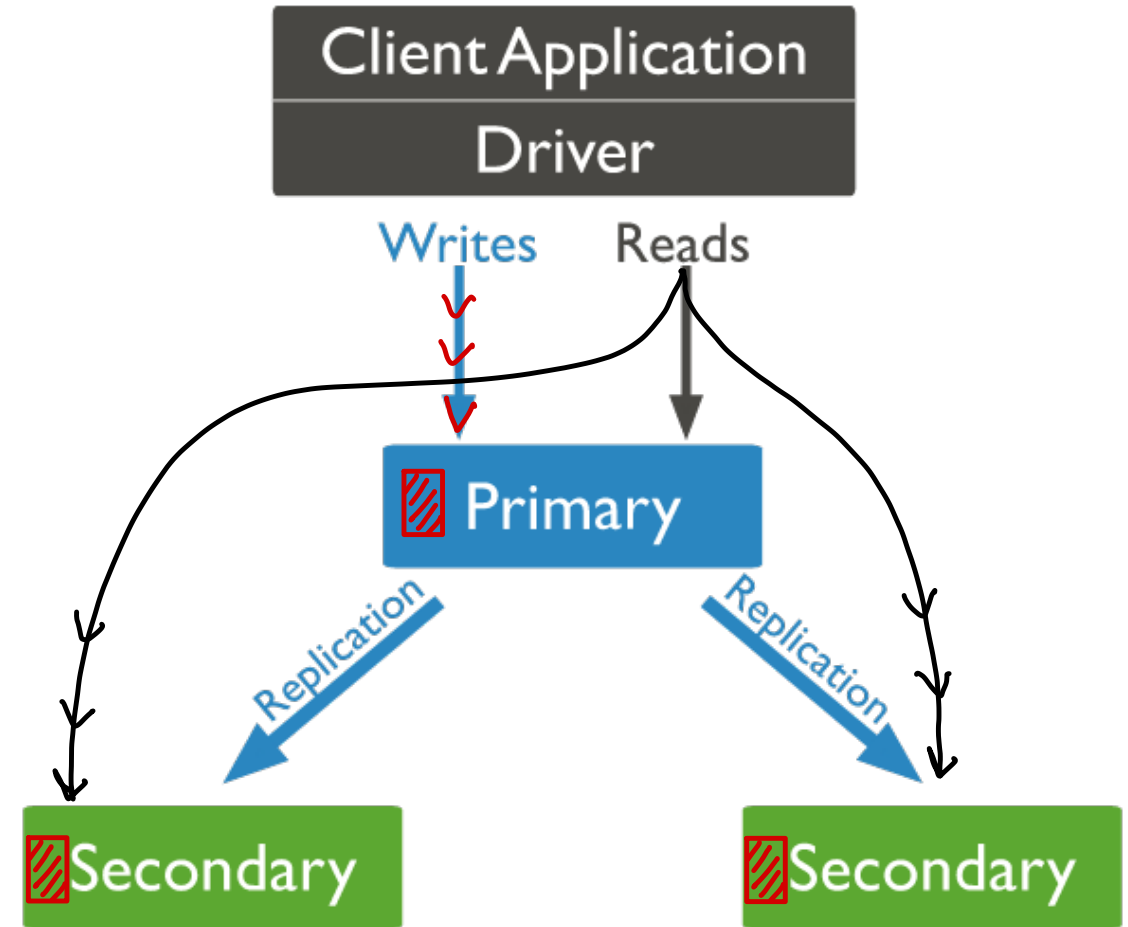 Client Application
Driver
Writes
Reads
Primary
Replication
Replication
Secondary
Secondary